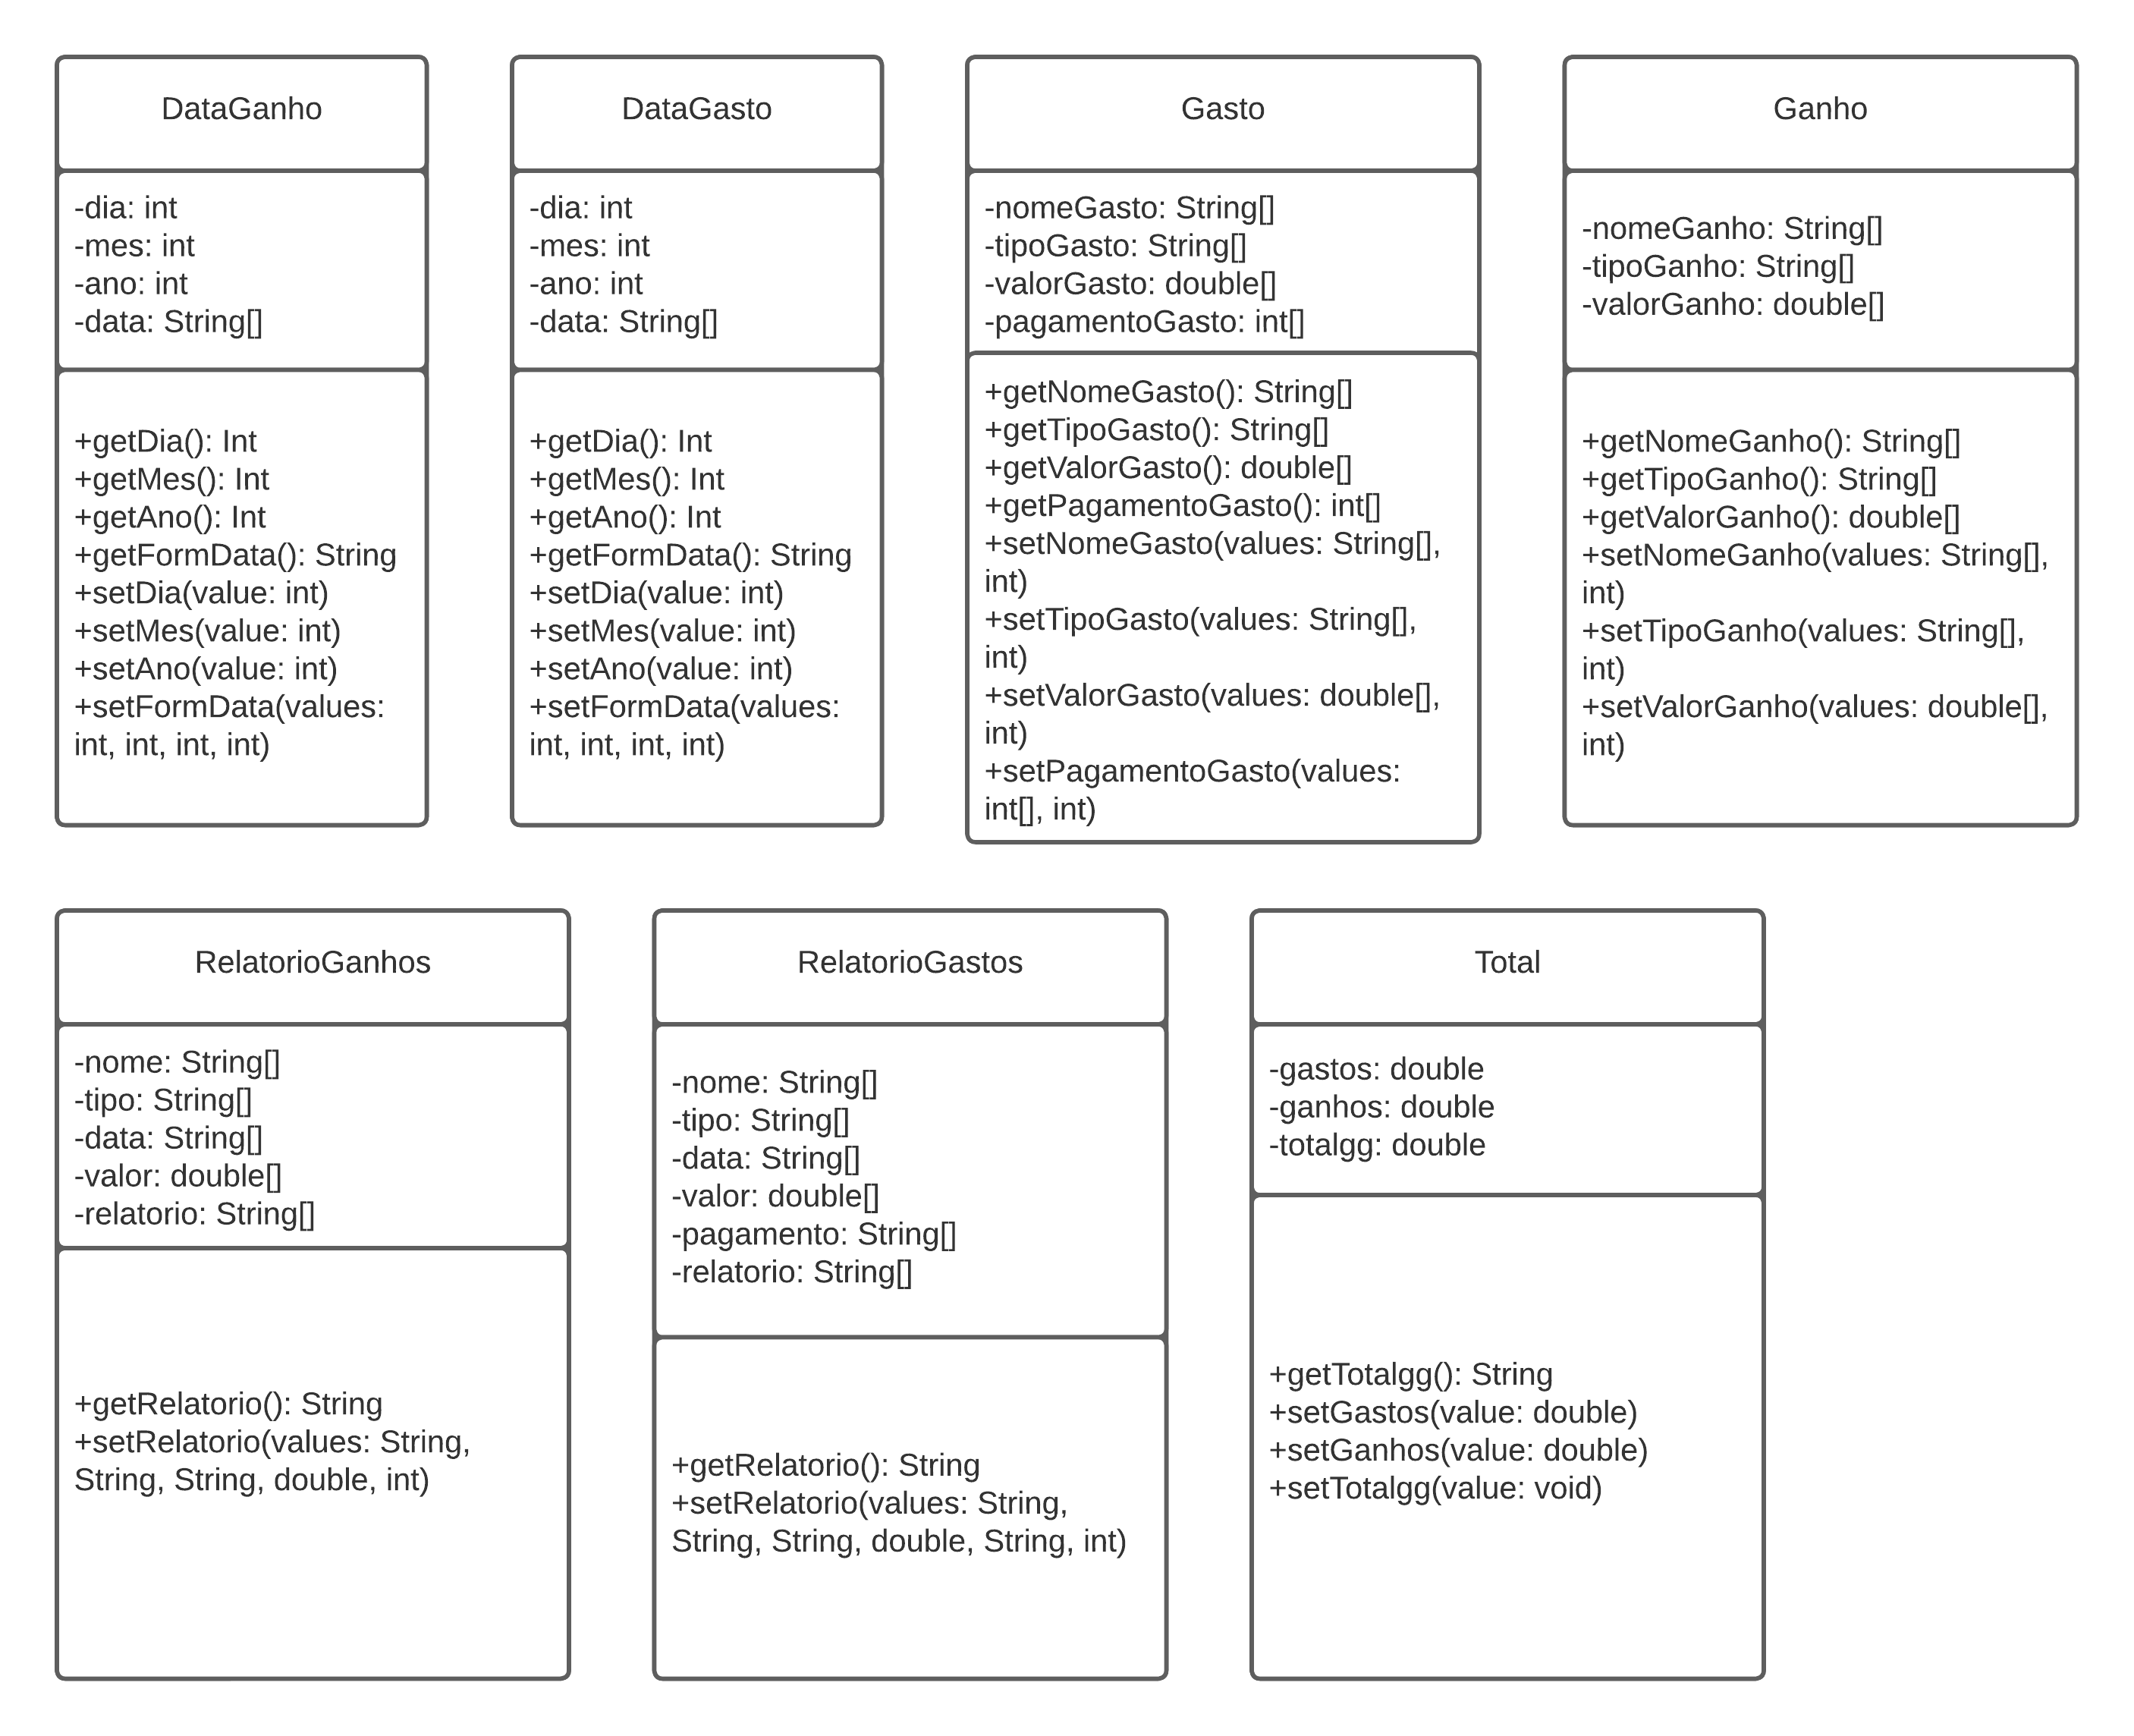 DataGanho
-dia: int
-mes: int
-ano: int
-data: String[]
+getDia(): Int
+getMes(): Int
+getAno(): Int
+getFormData(): String
+setDia(value: int)
+setMes(value: int)
+setAno(value: int)
+setFormData(values:
int, int, int, int)
DataGasto
-dia: int
-mes: int
-ano: int
-data: String[]
+getDia(): Int
+getMes(): Int
+getAno(): Int
+getFormData(): String
+setDia(value: int)
+setMes(value: int)
+setAno(value: int)
+setFormData(values:
int, int, int, int)
Gasto
-nomeGasto: String[]
-tipoGasto: String[]
-valorGasto: double[]
-pagamentoGasto: int[]
+getNomeGasto(): String[]
+getTipoGasto(): String[]
+getValorGasto(): double[]
+getPagamentoGasto(): int[]
+setNomeGasto(values: String[],
int)
+setTipoGasto(values: String[],
int)
+setValorGasto(values: double[],
int)
+setPagamentoGasto(values:
int[], int)
Ganho
-nomeGanho: String[]
-tipoGanho: String[]
-valorGanho: double[]
+getNomeGanho(): String[]
+getTipoGanho(): String[]
+getValorGanho(): double[]
+setNomeGanho(values: String[],
int)
+setTipoGanho(values: String[],
int)
+setValorGanho(values: double[],
int)
RelatorioGanhos
-nome: String[]
-tipo: String[]
-data: String[]
-valor: double[]
-relatorio: String[]
+getRelatorio(): String
+setRelatorio(values: String,
String, String, double, int)
RelatorioGastos
-nome: String[]
-tipo: String[]
-data: String[]
-valor: double[]
-pagamento: String[]
-relatorio: String[]
+getRelatorio(): String
+setRelatorio(values: String,
String, String, double, String, int)
Total
-gastos: double
-ganhos: double
-totalgg: double
+getTotalgg(): String
+setGastos(value: double)
+setGanhos(value: double)
+setTotalgg(value: void)